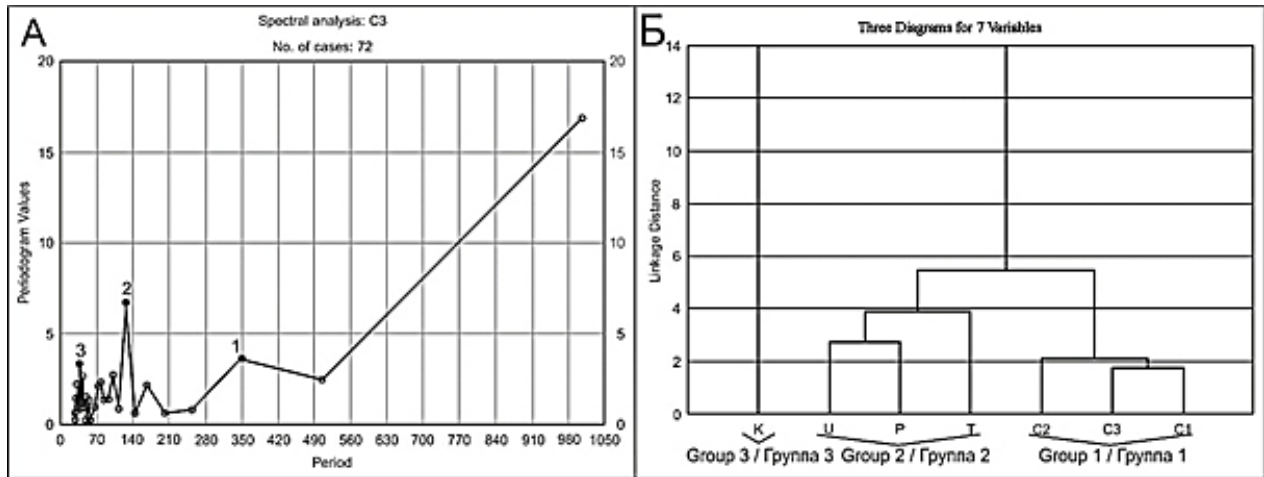 А
Spectral analysis: C3
No. of cases: 72
20
15
10
5
0
Periodogram Values
2
3
1
20
15
10
5
0
0 70 140 210 280 350 420 490 560 630 700 770 840 910 980 1050
Period
Б
Three Diagrams for 7 Variables
14
12
10
8
6
4
2
0
Linkage Distance
K U P T C2 C3 C1
Group 3 / Группа 3 Group 2 / Группа 2 Group 1 / Группа 1